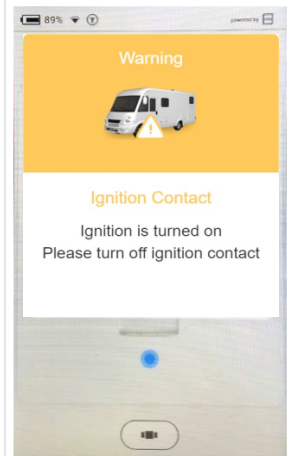 89%
powered by
Warning
Ignition Contact
Ignition is turned on
Please turn off ignition contact